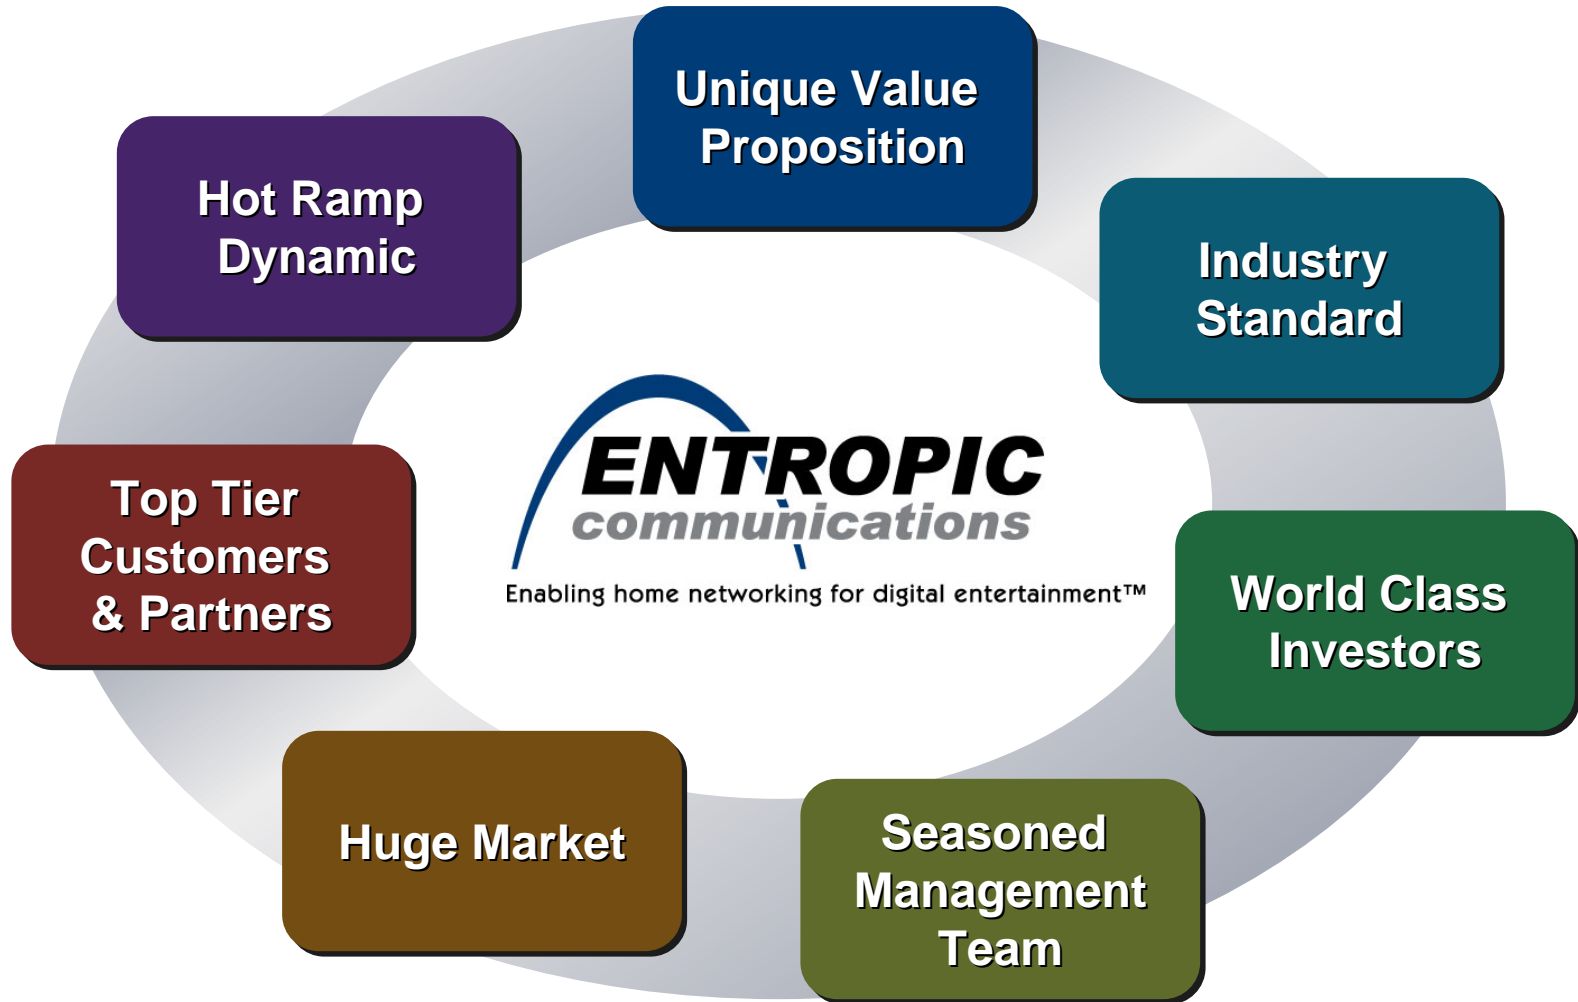 Unique Value
Proposition
Hot Ramp
Dynamic
Industry
Standard
ENTROPIC
communications
Enabling home networking for digital entertainment™
Top Tier
Customers
& Partners
World Class
Investors
Huge Market
Seasoned
Management
Team